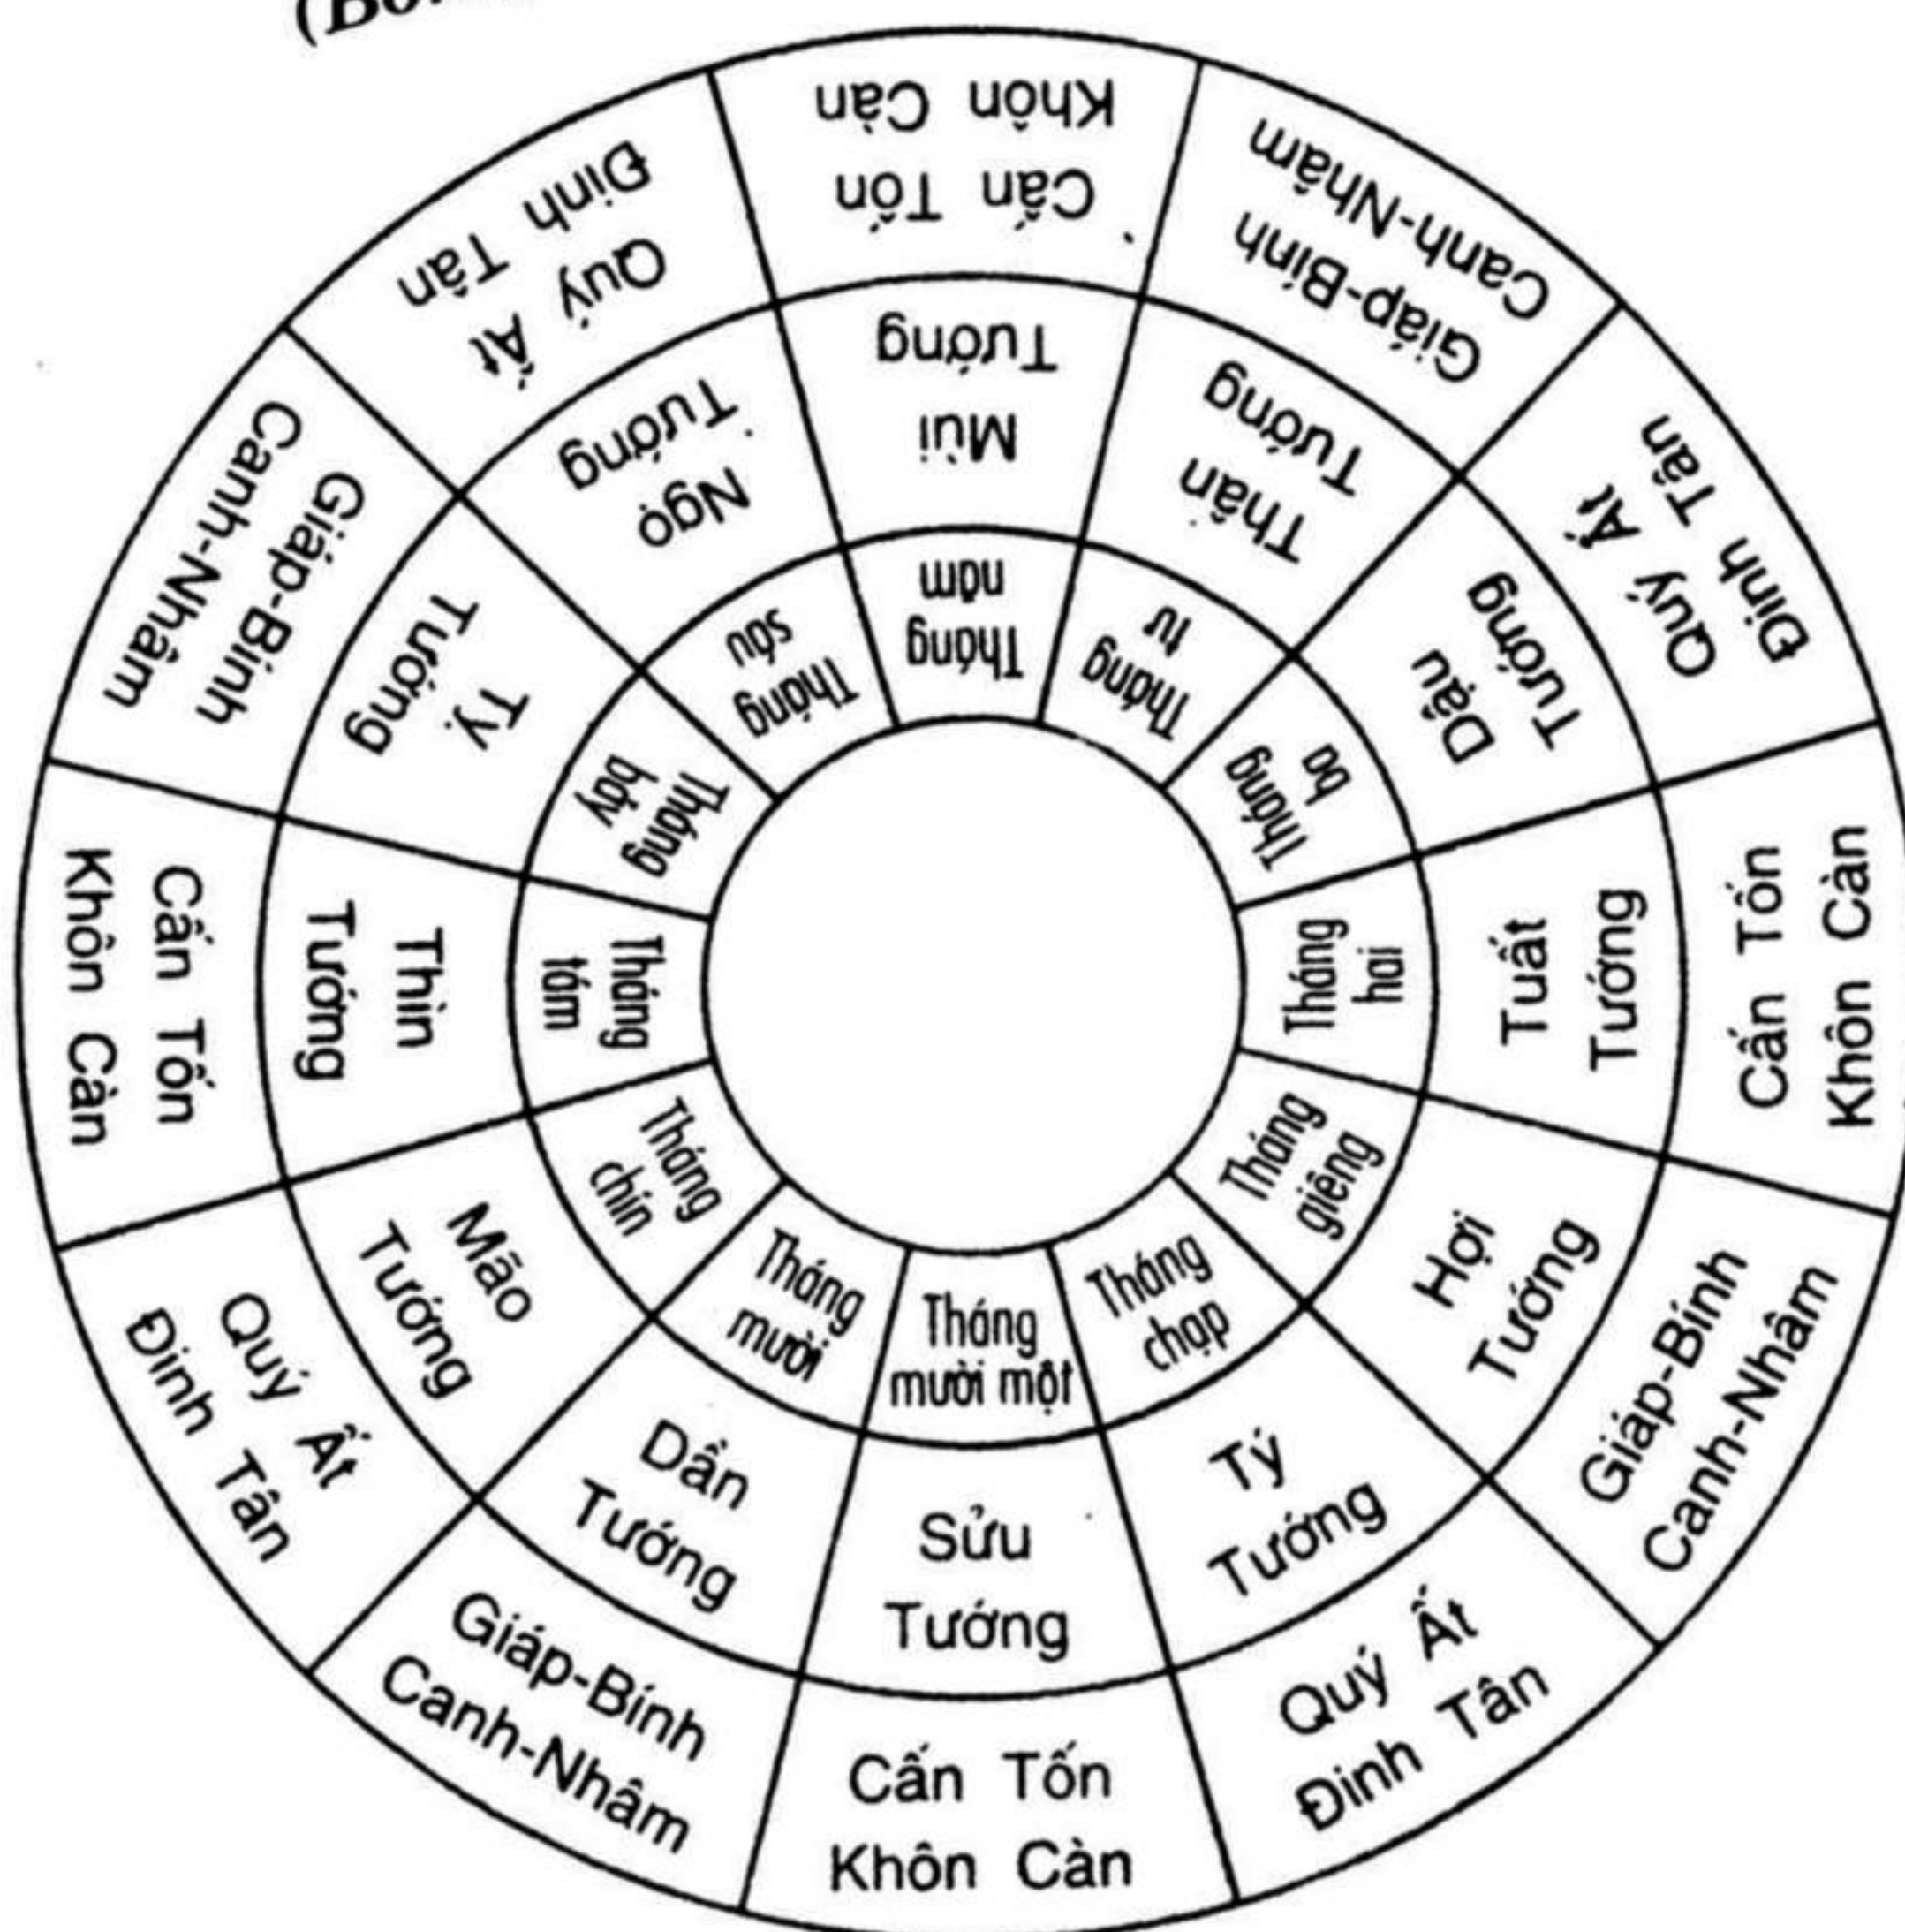 Tháng
giêng
Hợi
Tướng
Giáp-Bính
Canh-Nhâm
Tháng
hai
Tuất
Tướng
Cấn Tốn
Khôn Càn
Tháng
ba
Dậu
Tướng
Quý Ất
Đinh Tân
Tháng
tư
Thân
Tướng
Giáp-Bính
Canh-Nhâm
Tháng
năm
Mùi
Tướng
Cấn Tốn
Khôn Càn
Tháng
sáu
Ngọ
Tướng
Quý Ất
Đinh Tân
Tháng
bảy
Tỵ
Tướng
Giáp-Bính
Canh-Nhâm
Tháng
tám
Thìn
Tướng
Cấn Tốn
Khôn Càn
Tháng
chín
Mão
Tướng
Quý Ất
Đinh Tân
Tháng
mười
Dần
Tướng
Giáp-Bính
Canh-Nhâm
Tháng
mười một
Sửu
Tướng
Cấn Tốn
Khôn Càn
Tháng
chạp
Tý
Tướng
Quý Ất
Đinh Tân